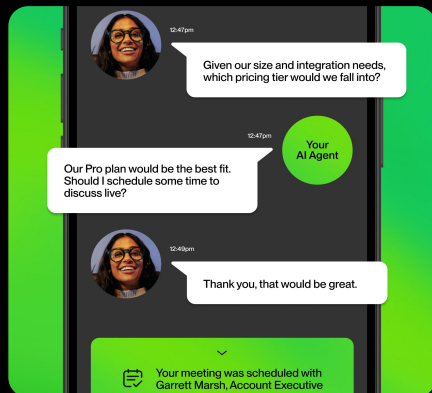 12:47pm
Given our size and integration needs,
which pricing tier would we fall into?
12:47pm
Your
AI Agent
Our Pro plan would be the best fit.
Should I schedule some time to
discuss live?
12:49pm
Thank you, that would be great.
Your meeting was scheduled with
Garrett Marsh, Account Executive